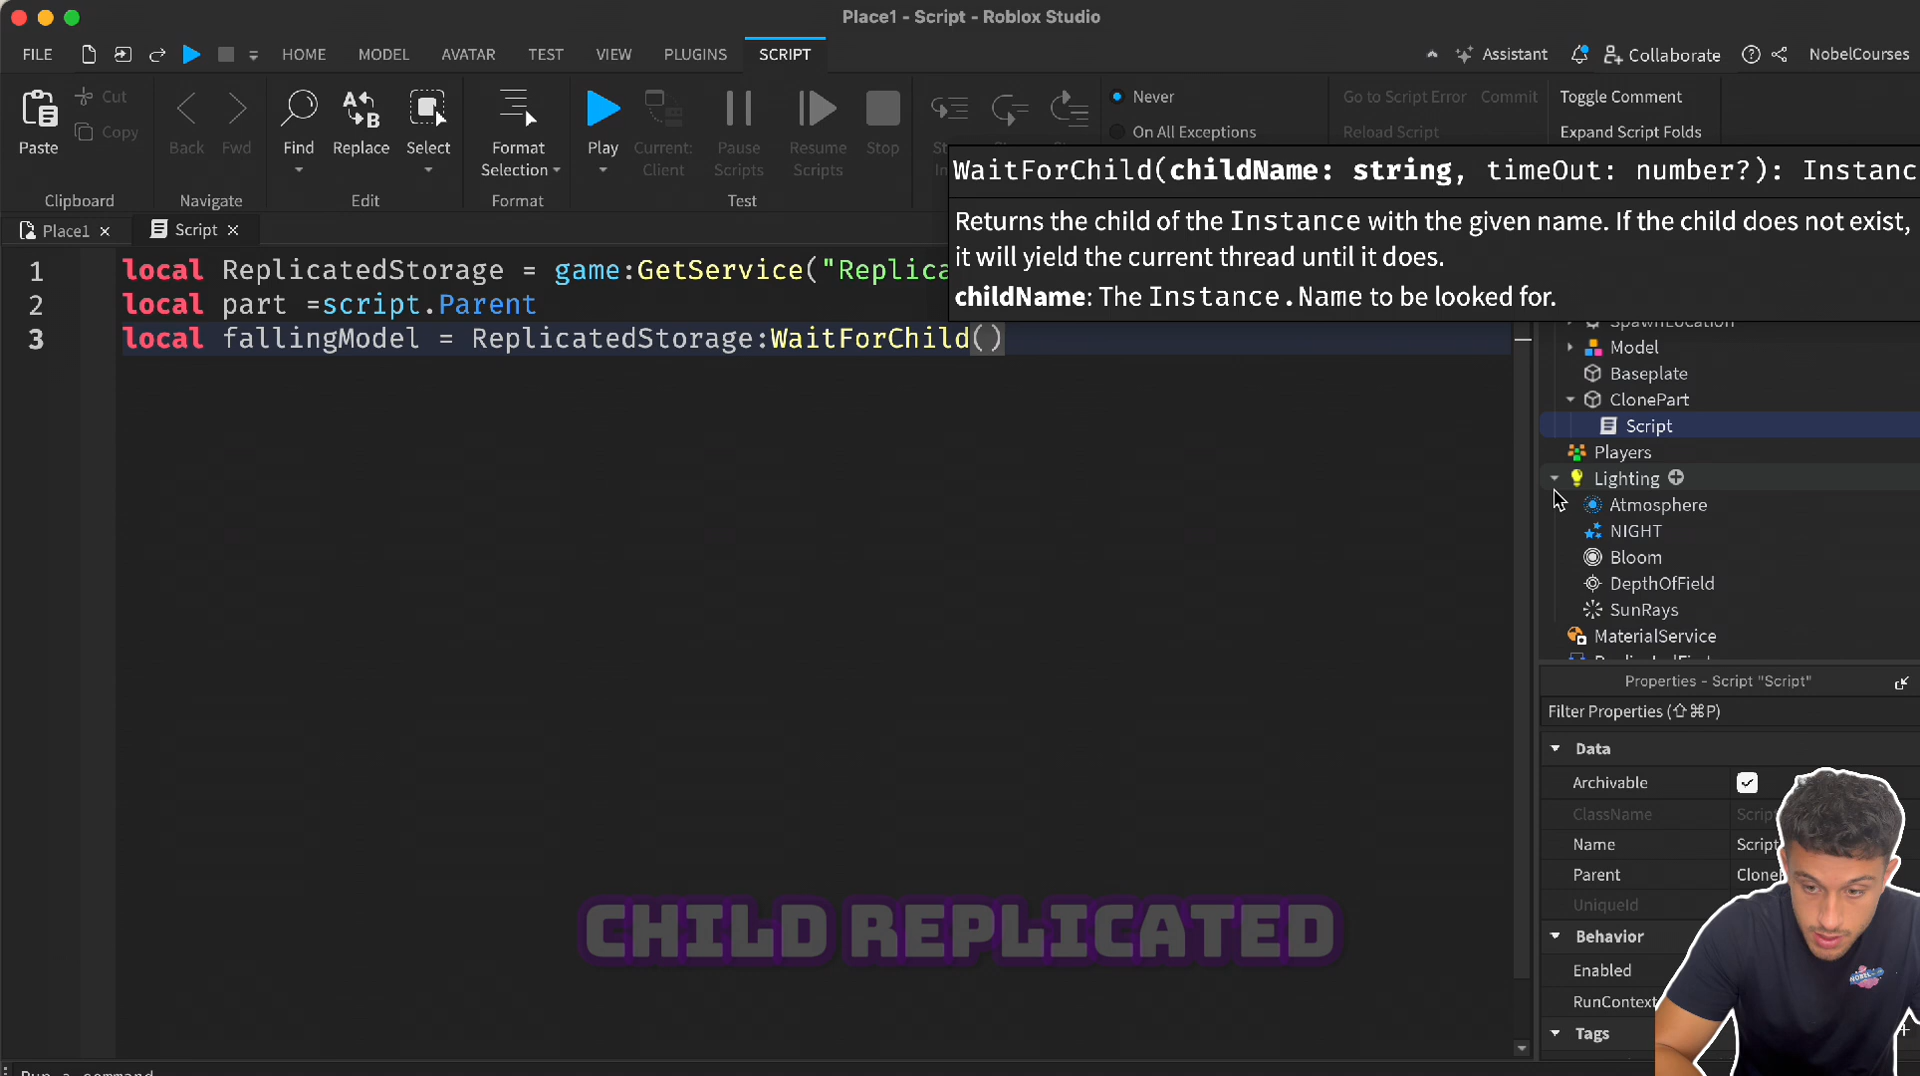 Place1 - Script - Roblox Studio
FILE HOME MODEL AVATAR TEST VIEW PLUGINS SCRIPT Assistant Collaborate NobelCourses
Cut
Copy
Paste
Clipboard
Back Fwd
Navigate
Find Replace Select
Edit
Format
Selection
Format
Play
Current:
Client
Pause
Scripts
Resume
Scripts
Stop
Test
Never
On All Exceptions
Go to Script Error Commit
Reload Script
Toggle Comment
Expand Script Folds
WaitForChild(childName: string, timeOut: number?): Instanc
Returns the child of the Instance with the given name. If the child does not exist,
it will yield the current thread until it does.
childName: The Instance.Name to be looked for.
Place1 Script
1 local ReplicatedStorage = game:GetService("Replica
2 local part =script.Parent
3 local fallingModel = ReplicatedStorage:WaitForChild()
SpawnLocation
Model
Baseplate
ClonePart
Script
Players
Lighting
Atmosphere
NIGHT
Bloom
DepthOfField
SunRays
MaterialService
Properties - Script "Script"
Filter Properties (⇧⌘P)
Data
Archivable
ClassName Script
Name Script
Parent Clone
UniqueId
Behavior
Enabled
RunContext
Tags
CHILD REPLICATED
Run a command